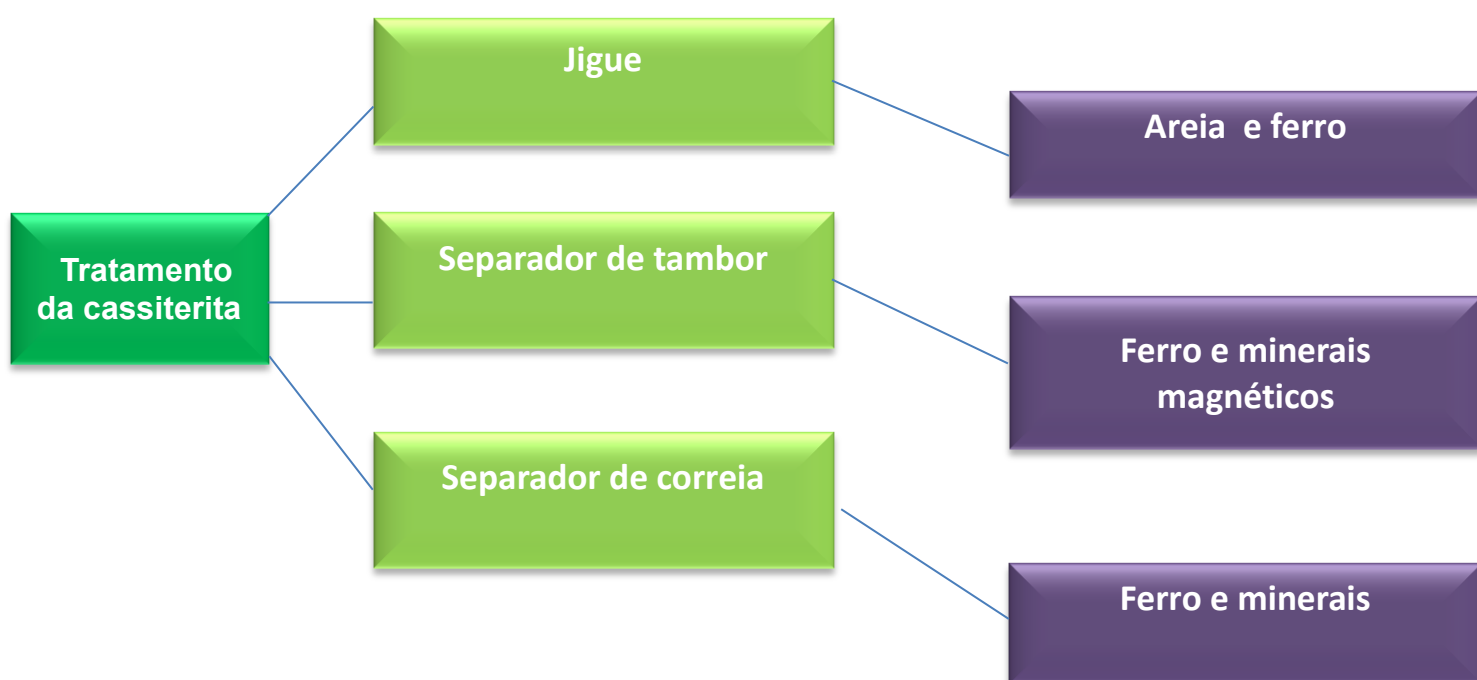 Jigue
Areia e ferro
Tratamento
da cassiterita
Separador de tambor
Ferro e minerais
magnéticos
Separador de correia
Ferro e minerais